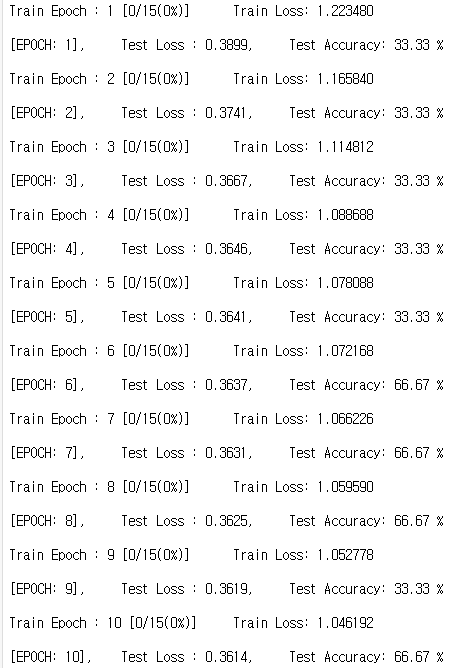 Train Epoch : 1 [0/15(0%)] Train Loss: 1.223480
[EPOCH: 1], Test Loss : 0.3899, Test Accuracy: 33.33 %
Train Epoch : 2 [0/15(0%)] Train Loss: 1.165840
[EPOCH: 2], Test Loss : 0.3741, Test Accuracy: 33.33 %
Train Epoch : 3 [0/15(0%)] Train Loss: 1.114812
[EPOCH: 3], Test Loss : 0.3667, Test Accuracy: 33.33 %
Train Epoch : 4 [0/15(0%)] Train Loss: 1.088688
[EPOCH: 4], Test Loss : 0.3646, Test Accuracy: 33.33 %
Train Epoch : 5 [0/15(0%)] Train Loss: 1.078088
[EPOCH: 5], Test Loss : 0.3641, Test Accuracy: 33.33 %
Train Epoch : 6 [0/15(0%)] Train Loss: 1.072168
[EPOCH: 6], Test Loss : 0.3637, Test Accuracy: 66.67 %
Train Epoch : 7 [0/15(0%)] Train Loss: 1.066226
[EPOCH: 7], Test Loss : 0.3631, Test Accuracy: 66.67 %
Train Epoch : 8 [0/15(0%)] Train Loss: 1.059590
[EPOCH: 8], Test Loss : 0.3625, Test Accuracy: 66.67 %
Train Epoch : 9 [0/15(0%)] Train Loss: 1.052778
[EPOCH: 9], Test Loss : 0.3619, Test Accuracy: 33.33 %
Train Epoch : 10 [0/15(0%)] Train Loss: 1.046192
[EPOCH: 10], Test Loss : 0.3614, Test Accuracy: 66.67 %